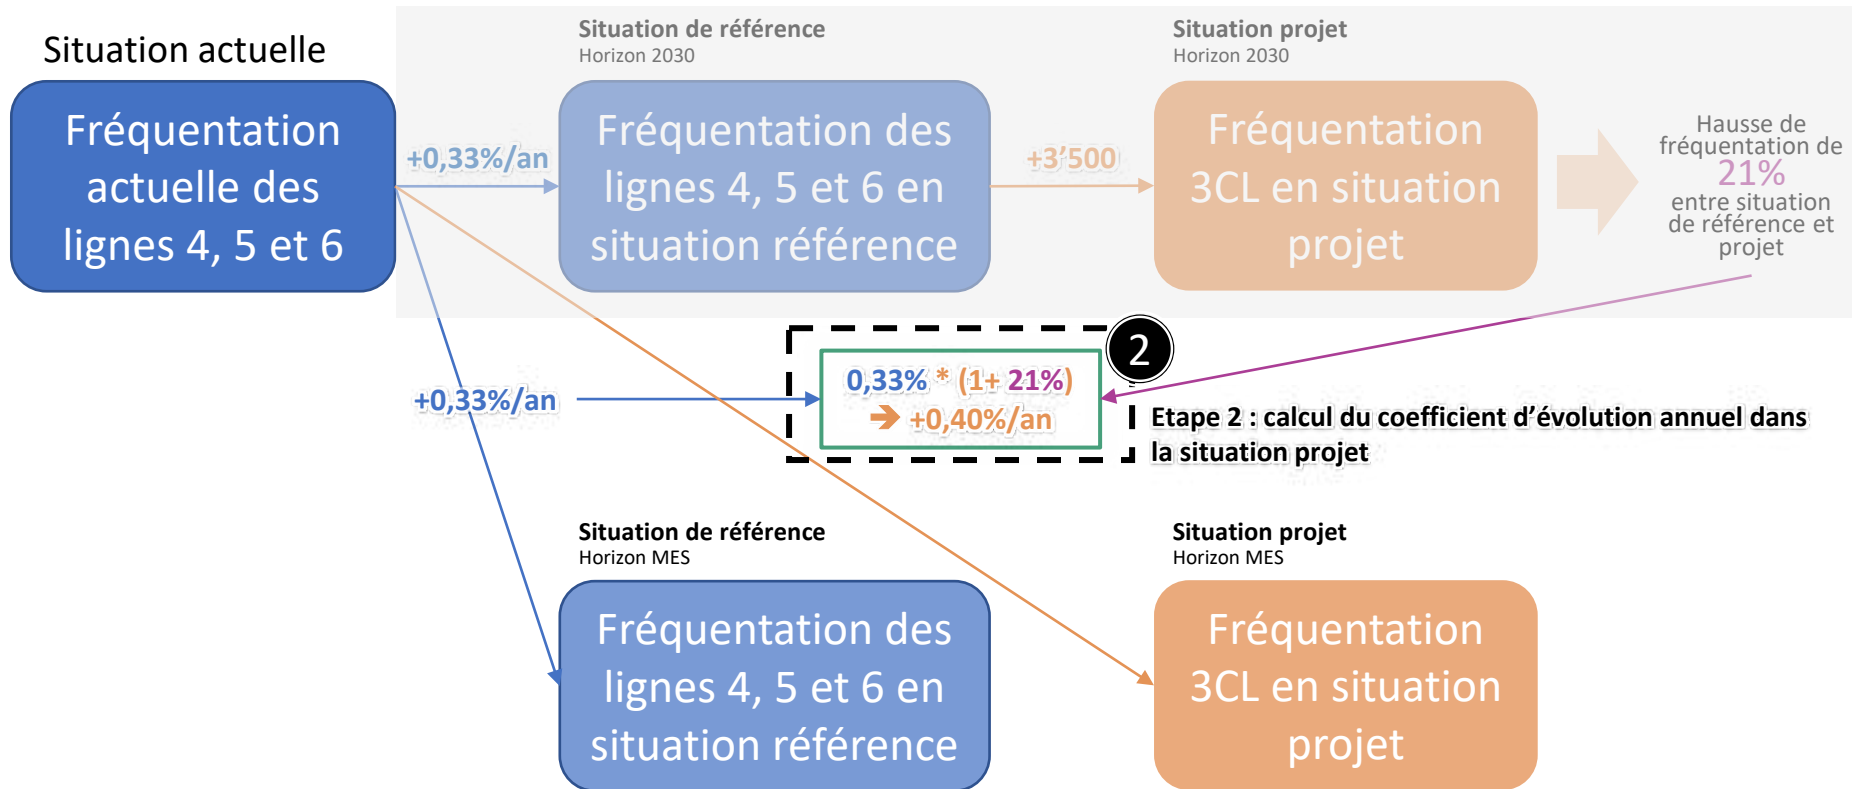 Situation actuelle
Fréquentation
actuelle des
lignes 4, 5 et 6
+0,33%/an
Situation de référence
Horizon 2030
Fréquentation des
lignes 4, 5 et 6 en
situation référence
+3’500
Situation projet
Horizon 2030
Fréquentation
3CL en situation
projet
Hausse de
fréquentation de
21%
entre situation
de référence et
projet
+0,33%/an
0,33% * (1+ 21%)
➔ +0,40%/an
2
Etape 2 : calcul du coefficient d’évolution annuel dans
la situation projet
Situation de référence
Horizon MES
Fréquentation des
lignes 4, 5 et 6 en
situation référence
Situation projet
Horizon MES
Fréquentation
3CL en situation
projet